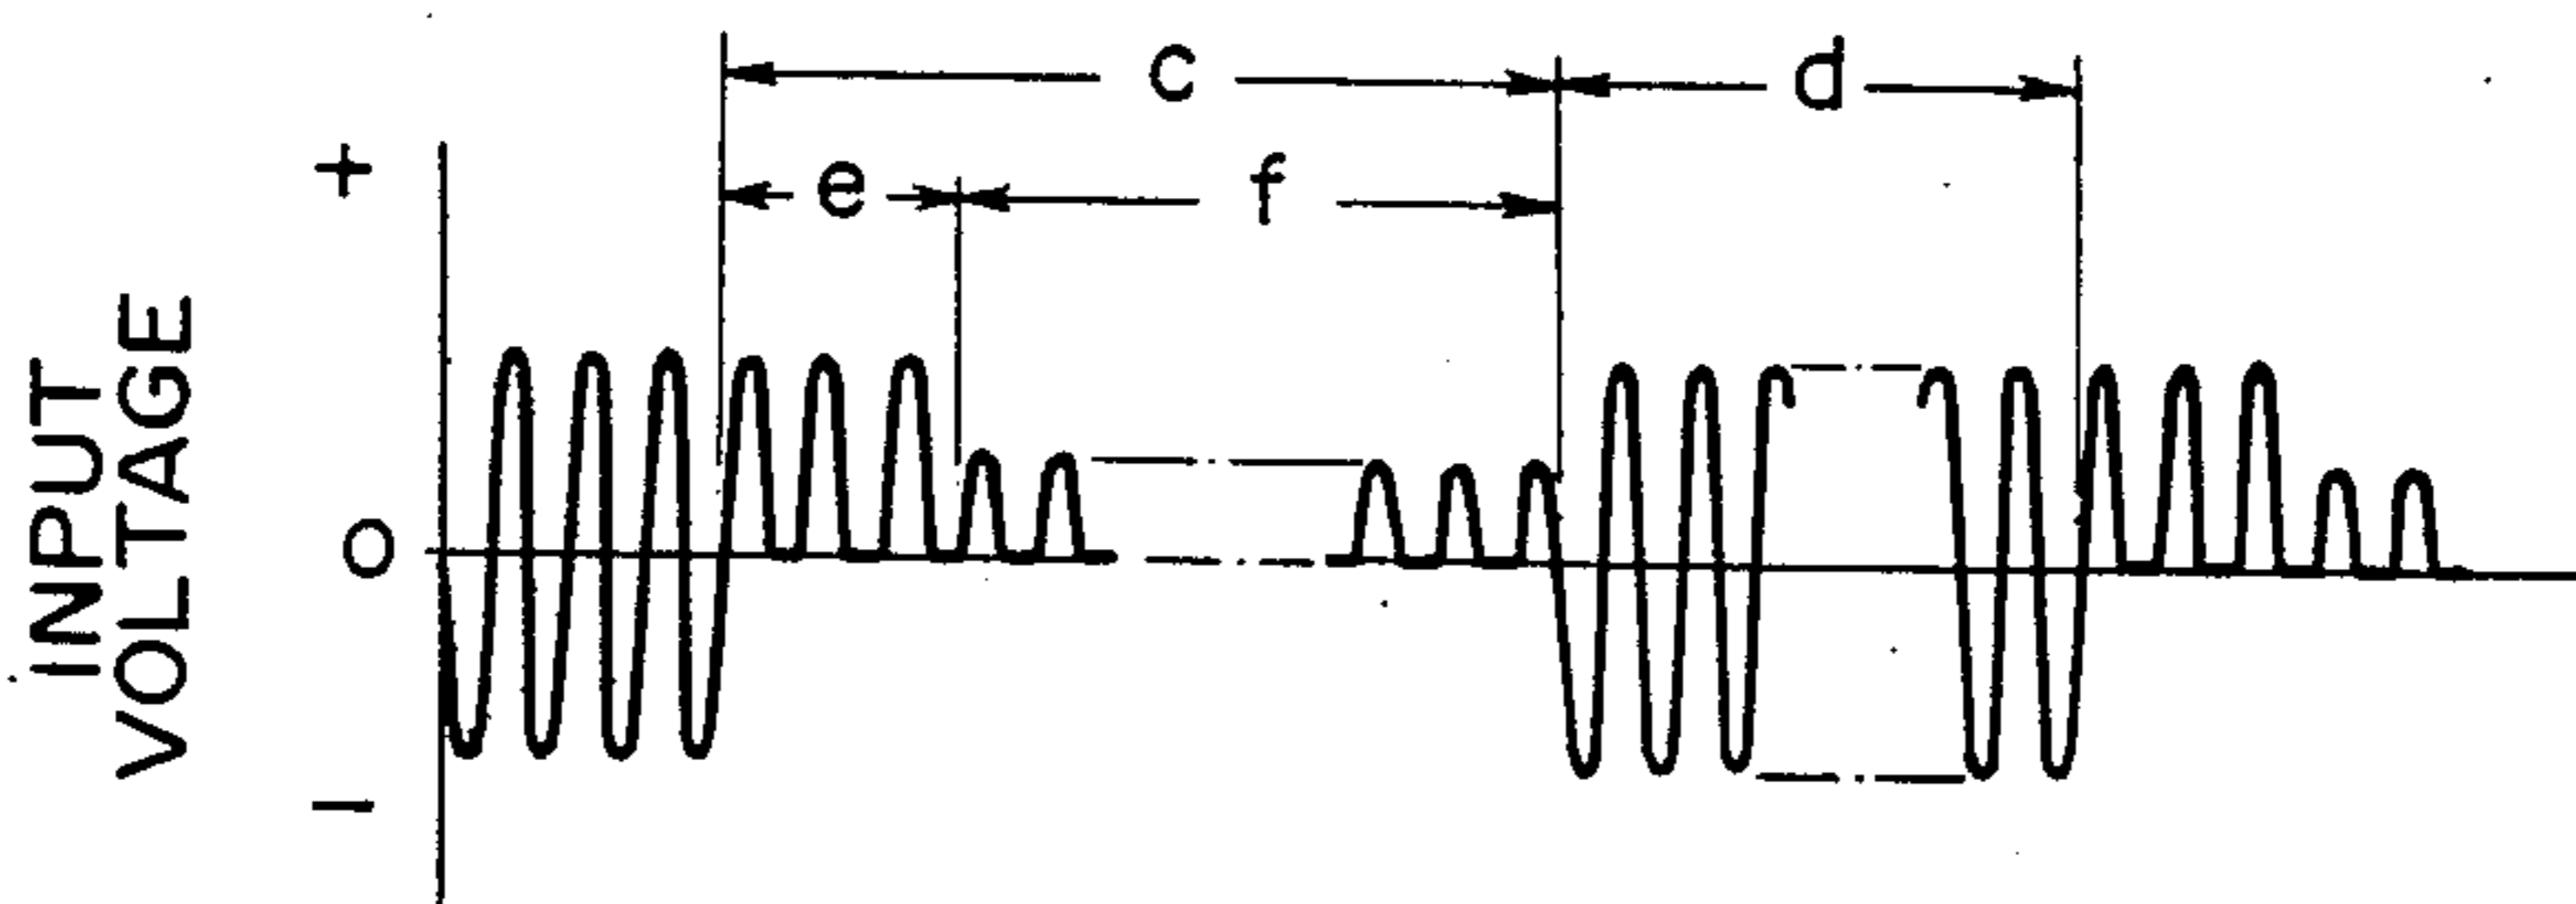 c d
e f
+
INPUT
VOLTAGE
O
−